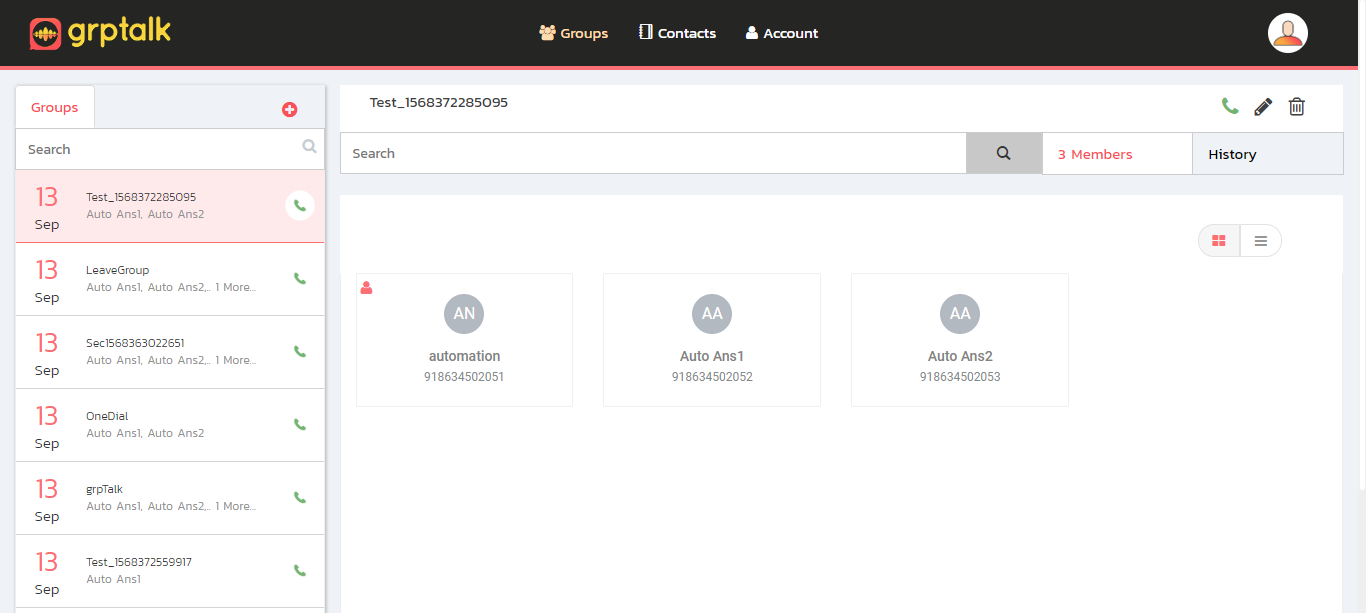 grptalk
Groups
Contacts
Account
Groups
Search
13
Sep
Test_1568372285095
Auto Ans1, Auto Ans2
13
Sep
LeaveGroup
Auto Ans1, Auto Ans2,.. 1 More...
13
Sep
Sec1568363022651
Auto Ans1, Auto Ans2,.. 1 More...
13
Sep
OneDial
Auto Ans1, Auto Ans2
13
Sep
grpTalk
Auto Ans1, Auto Ans2,.. 1 More...
13
Sep
Test_1568372559917
Auto Ans1
Test_1568372285095
Search
3 Members
History
AN
automation
918634502051
AA
Auto Ans1
918634502052
AA
Auto Ans2
918634502053